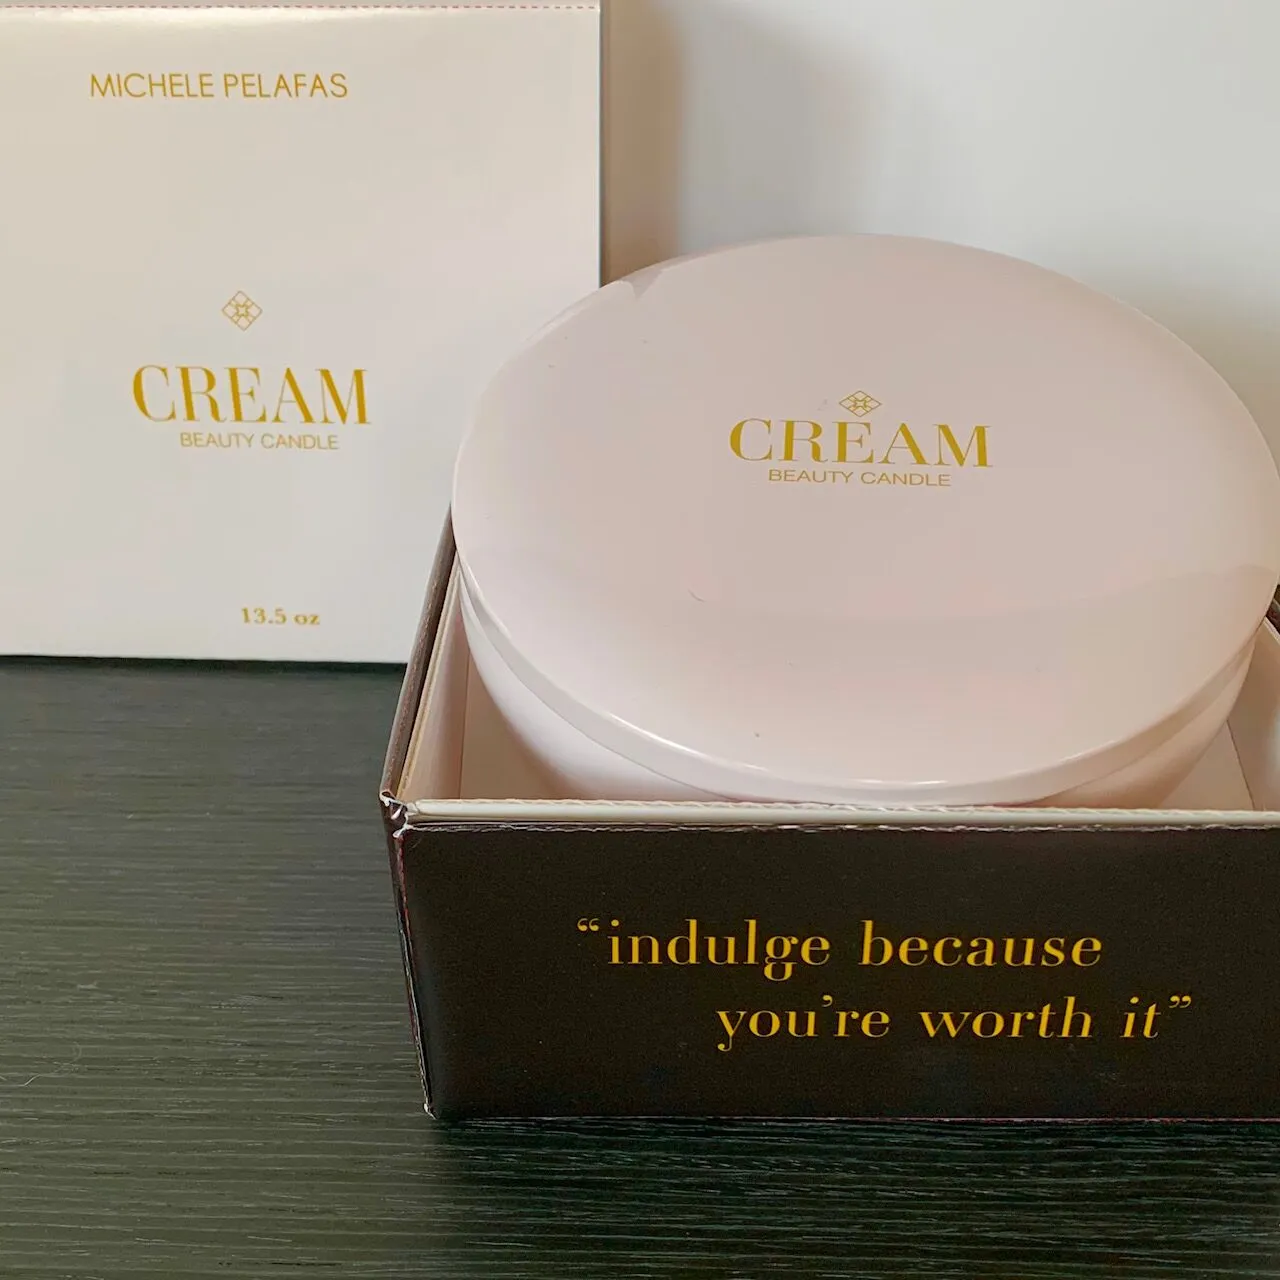 MICHELE PELAFAS
CREAM
BEAUTY CANDLE
13.5 oz
CREAM
BEAUTY CANDLE
“indulge because
you’re worth it”